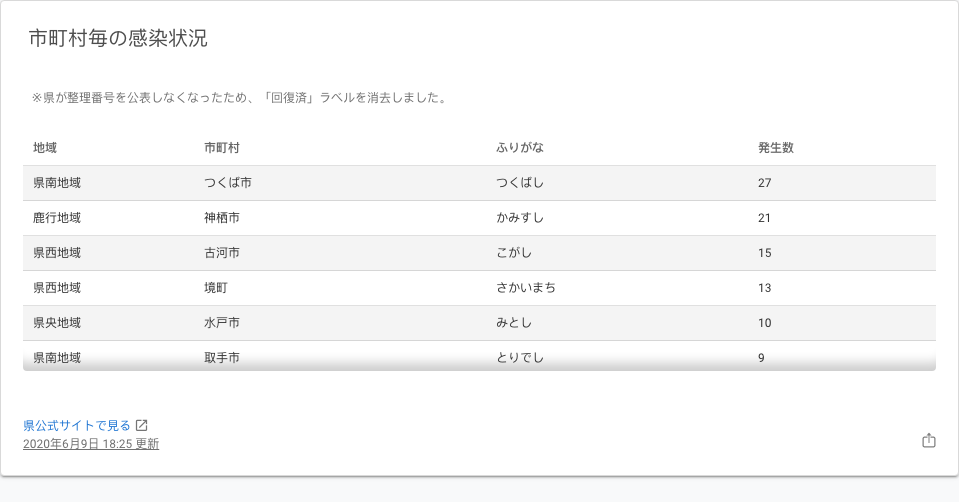 市町村毎の感染状況
※県が整理番号を公表しなくなったため、「回復済」ラベルを消去しました。
地域 市町村 ふりがな 発生数
県南地域 つくば市 つくばし 27
鹿行地域 神栖市 かみすし 21
県西地域 古河市 こがし 15
県西地域 境町 さかいまち 13
県央地域 水戸市 みとし 10
県南地域 取手市 とりでし 9
県公式サイトで見る
2020年6月9日 18:25 更新